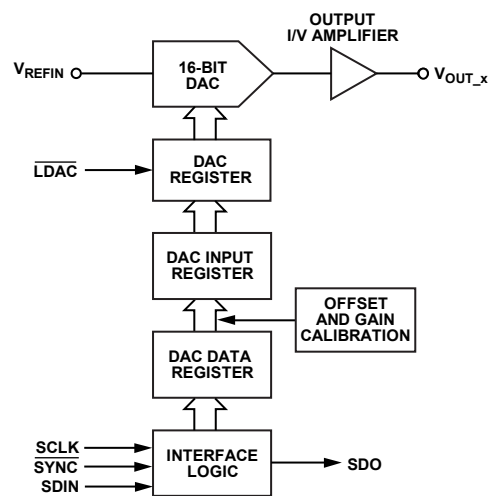 OUTPUT
I/V AMPLIFIER
VREFIN
16-BIT
DAC
VOUT_x
LDAC
DAC
REGISTER
DAC INPUT
REGISTER
OFFSET
AND GAIN
CALIBRATION
DAC DATA
REGISTER
SCLK
SYNC
SDIN
INTERFACE
LOGIC
SDO